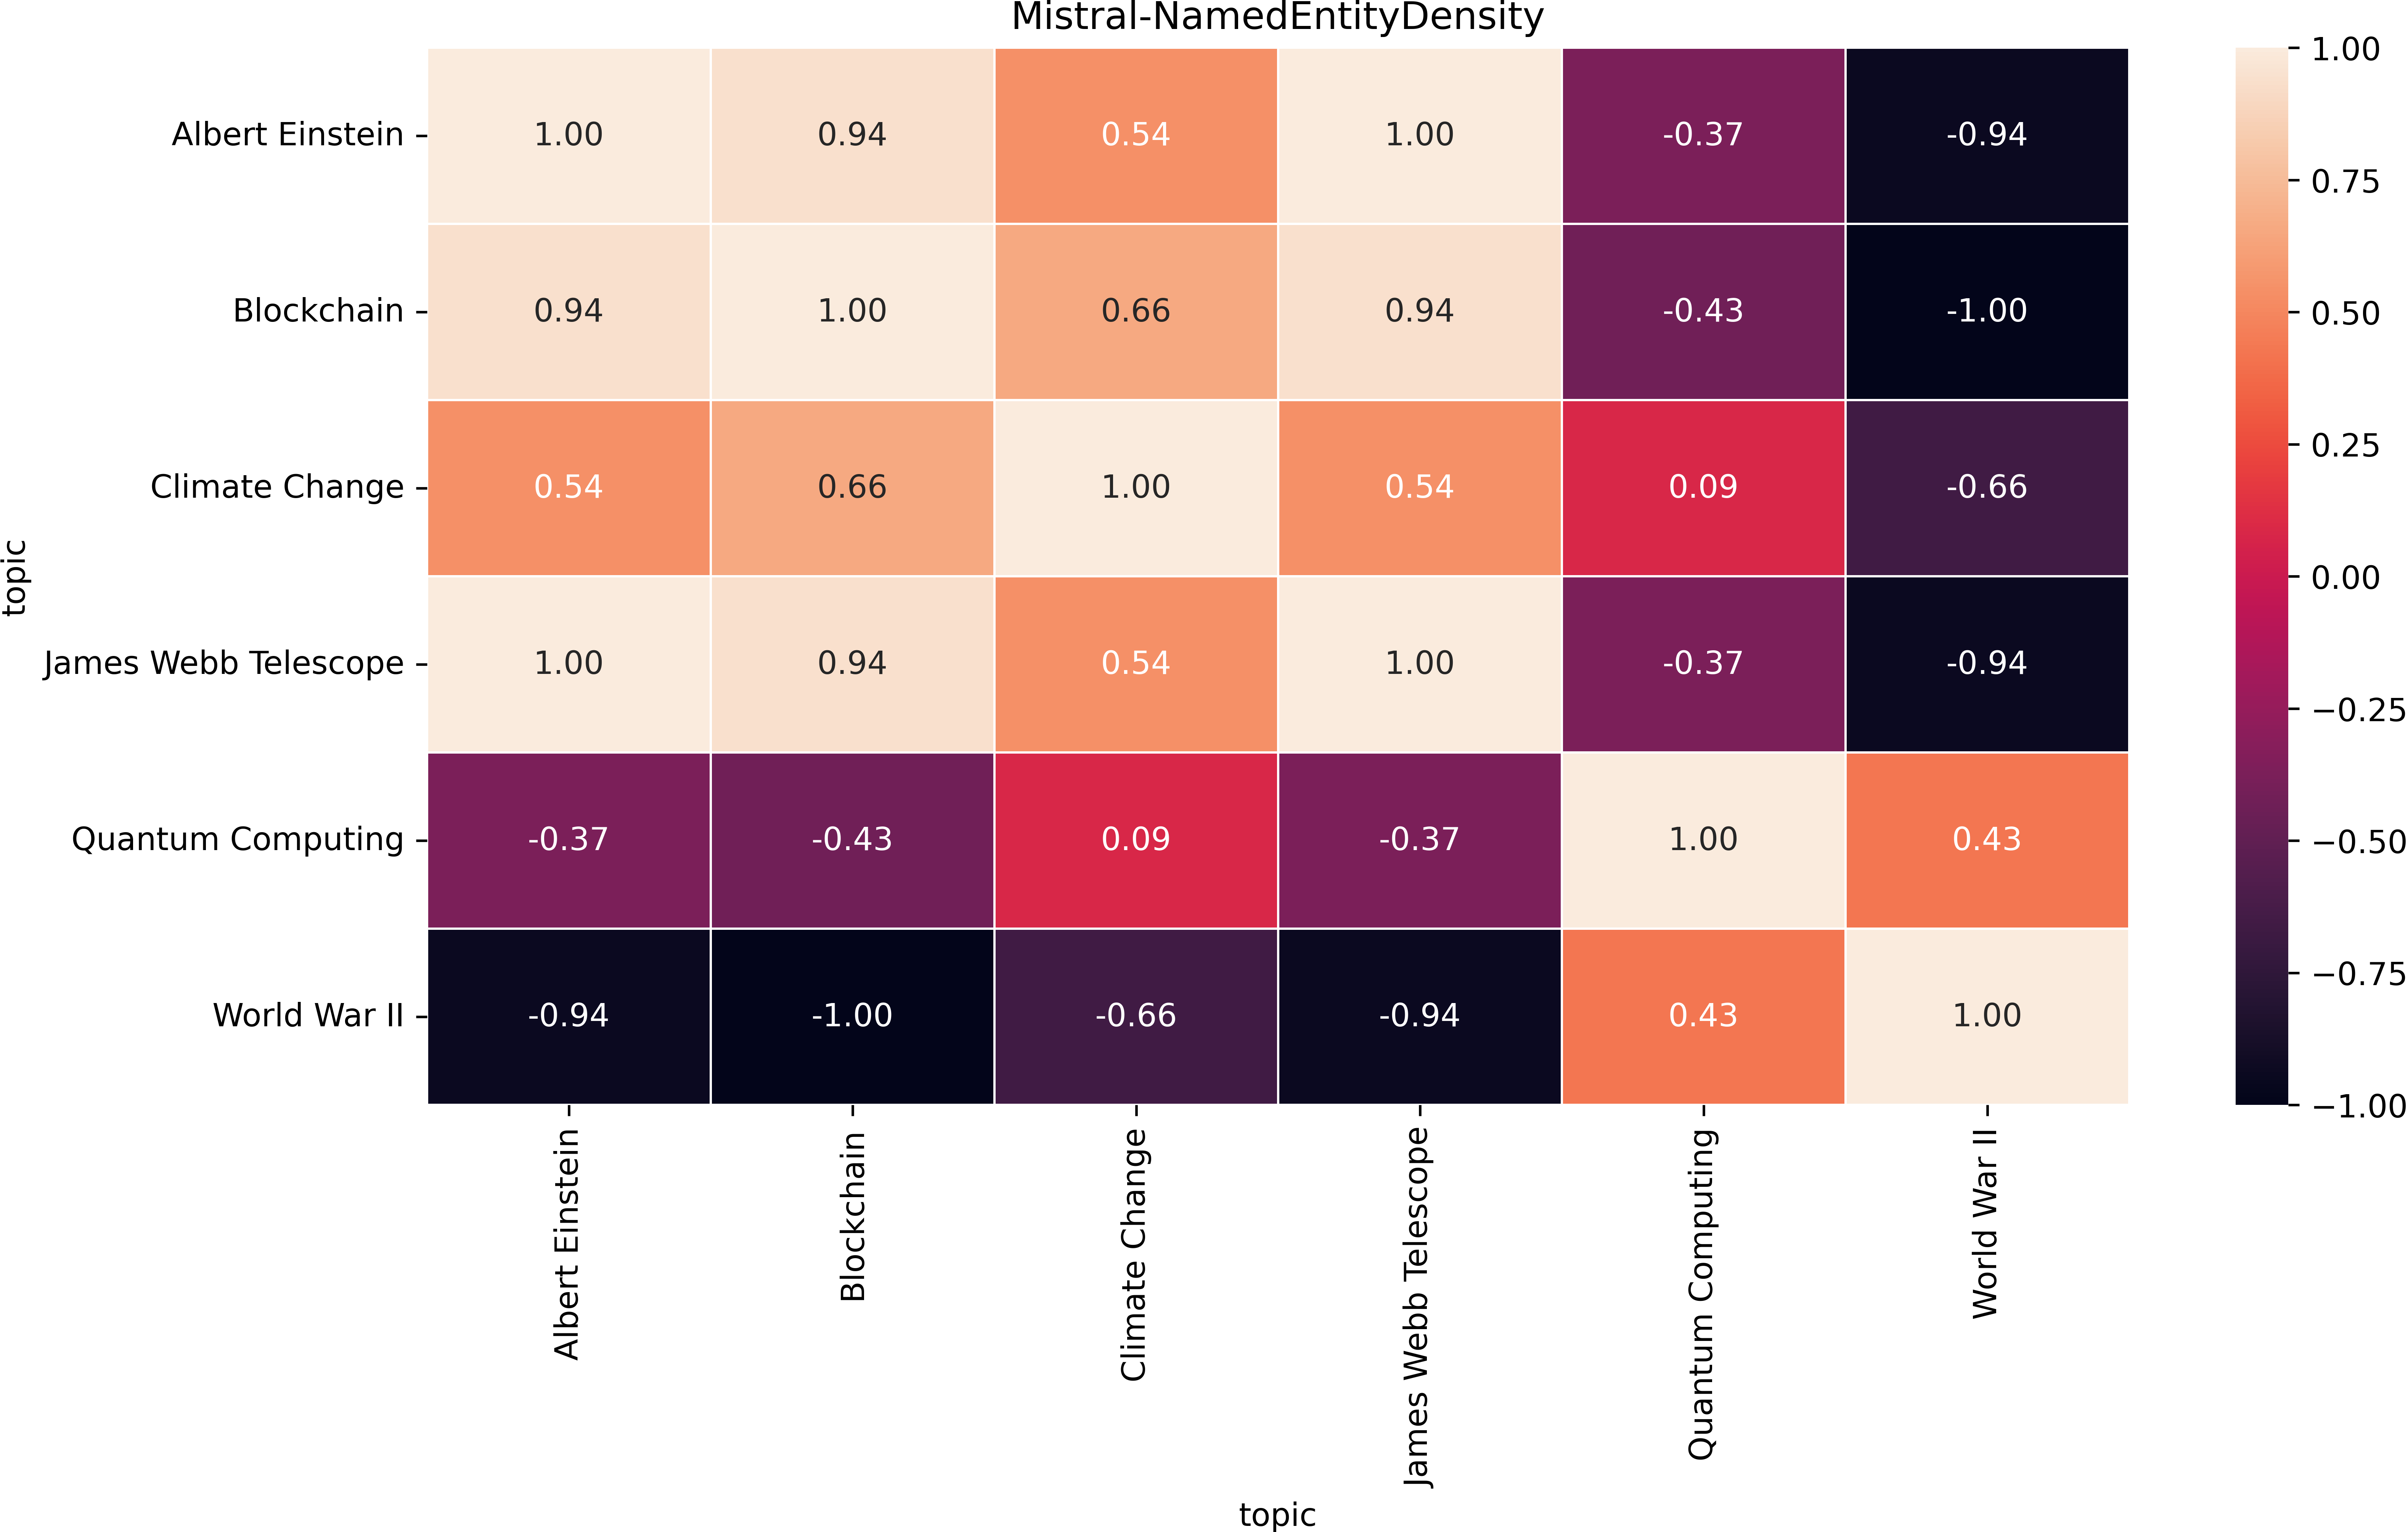 Mistral-NamedEntityDensity
Albert Einstein 1.00 0.94 0.54 1.00 -0.37 -0.94
Blockchain 0.94 1.00 0.66 0.94 -0.43 -1.00
Climate Change 0.54 0.66 1.00 0.54 0.09 -0.66
James Webb Telescope 1.00 0.94 0.54 1.00 -0.37 -0.94
Quantum Computing -0.37 -0.43 0.09 -0.37 1.00 0.43
World War II -0.94 -1.00 -0.66 -0.94 0.43 1.00
topic
Albert Einstein
Blockchain
Climate Change
James Webb Telescope
Quantum Computing
World War II
topic
1.00
0.75
0.50
0.25
0.00
−0.25
−0.50
−0.75
−1.00